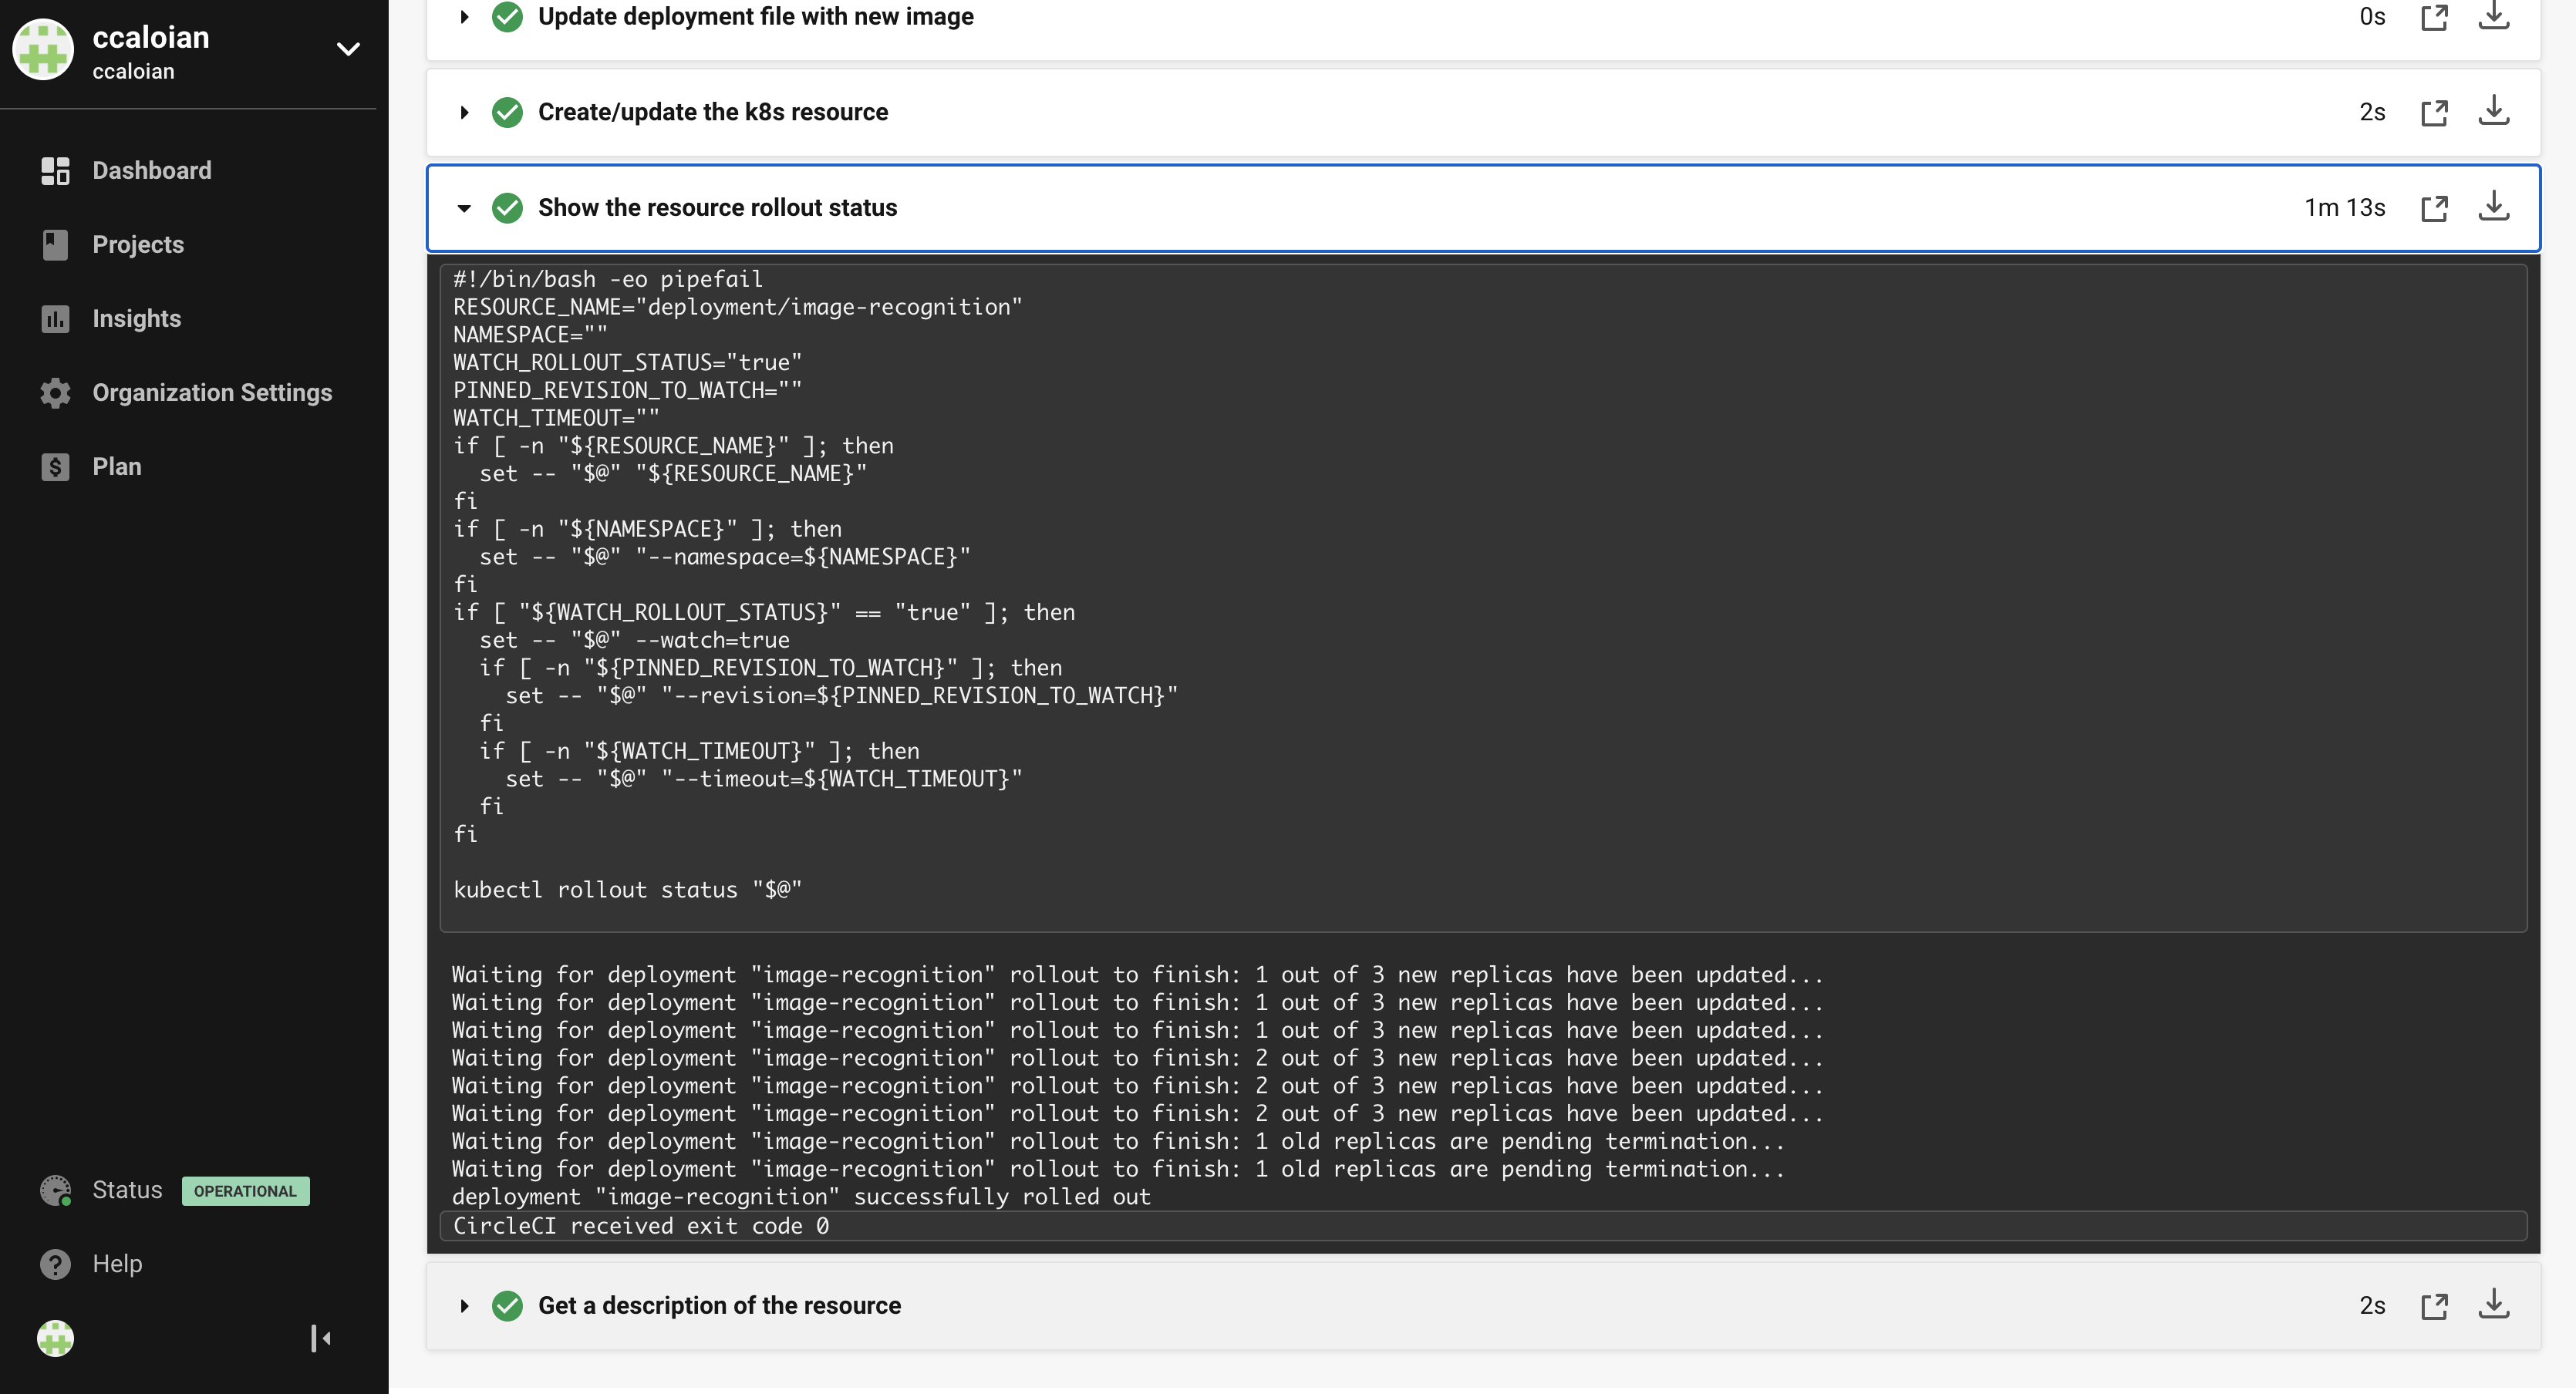 ccaloian
ccaloian
Dashboard
Projects
Insights
Organization Settings
Plan
Status OPERATIONAL
Help
Update deployment file with new image 0s
Create/update the k8s resource 2s
Show the resource rollout status 1m 13s
#!/bin/bash -eo pipefail
RESOURCE_NAME="deployment/image-recognition"
NAMESPACE=""
WATCH_ROLLOUT_STATUS="true"
PINNED_REVISION_TO_WATCH=""
WATCH_TIMEOUT=""
if [ -n "${RESOURCE_NAME}" ]; then
  set -- "$@" "${RESOURCE_NAME}"
fi
if [ -n "${NAMESPACE}" ]; then
  set -- "$@" "--namespace=${NAMESPACE}"
fi
if [ "${WATCH_ROLLOUT_STATUS}" == "true" ]; then
  set -- "$@" --watch=true
  if [ -n "${PINNED_REVISION_TO_WATCH}" ]; then
    set -- "$@" "--revision=${PINNED_REVISION_TO_WATCH}"
  fi
  if [ -n "${WATCH_TIMEOUT}" ]; then
    set -- "$@" "--timeout=${WATCH_TIMEOUT}"
  fi
fi
kubectl rollout status "$@"
Waiting for deployment "image-recognition" rollout to finish: 1 out of 3 new replicas have been updated...
Waiting for deployment "image-recognition" rollout to finish: 1 out of 3 new replicas have been updated...
Waiting for deployment "image-recognition" rollout to finish: 1 out of 3 new replicas have been updated...
Waiting for deployment "image-recognition" rollout to finish: 2 out of 3 new replicas have been updated...
Waiting for deployment "image-recognition" rollout to finish: 2 out of 3 new replicas have been updated...
Waiting for deployment "image-recognition" rollout to finish: 2 out of 3 new replicas have been updated...
Waiting for deployment "image-recognition" rollout to finish: 1 old replicas are pending termination...
Waiting for deployment "image-recognition" rollout to finish: 1 old replicas are pending termination...
deployment "image-recognition" successfully rolled out
CircleCI received exit code 0
Get a description of the resource 2s